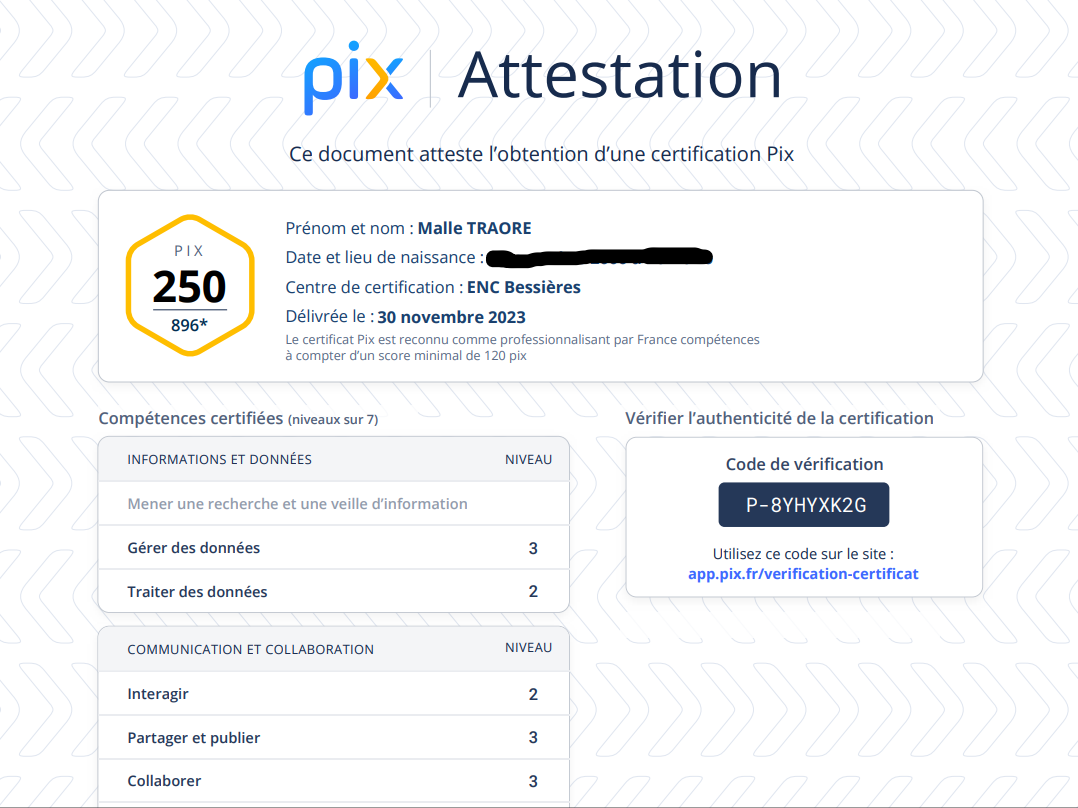 pix Attestation
Ce document atteste l’obtention d’une certification Pix
PIX
250
896*
Prénom et nom : Malle TRAORE
Date et lieu de naissance :
Centre de certification : ENC Bessières
Délivrée le : 30 novembre 2023
Le certificat Pix est reconnu comme professionnalisant par France compétences
à compter d’un score minimal de 120 pix
Compétences certifiées (niveaux sur 7)
INFORMATIONS ET DONNÉES NIVEAU
Mener une recherche et une veille d’information
Gérer des données 3
Traiter des données 2
COMMUNICATION ET COLLABORATION NIVEAU
Interagir 2
Partager et publier 3
Collaborer 3
Vérifier l’authenticité de la certification
Code de vérification
P-8YHYXK2G
Utilisez ce code sur le site :
app.pix.fr/verification-certificat